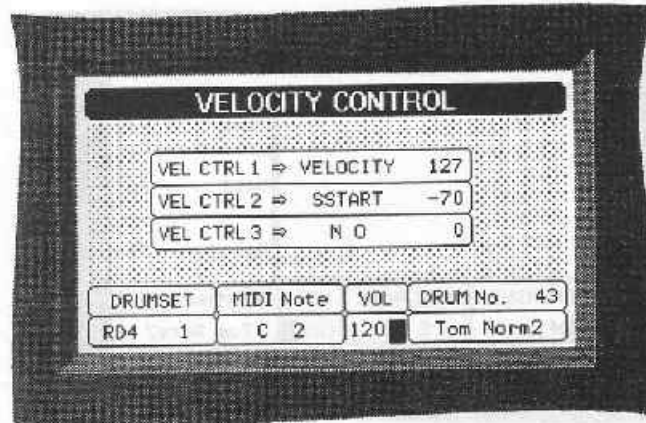 VELOCITY CONTROL
VEL CTRL 1 ⇨ VELOCITY 127
VEL CTRL 2 ⇨ SSTART -70
VEL CTRL 3 ⇨ N O 0
DRUMSET MIDI Note VOL DRUM No. 43
RD4 1 C 2 120 Tom Norm2